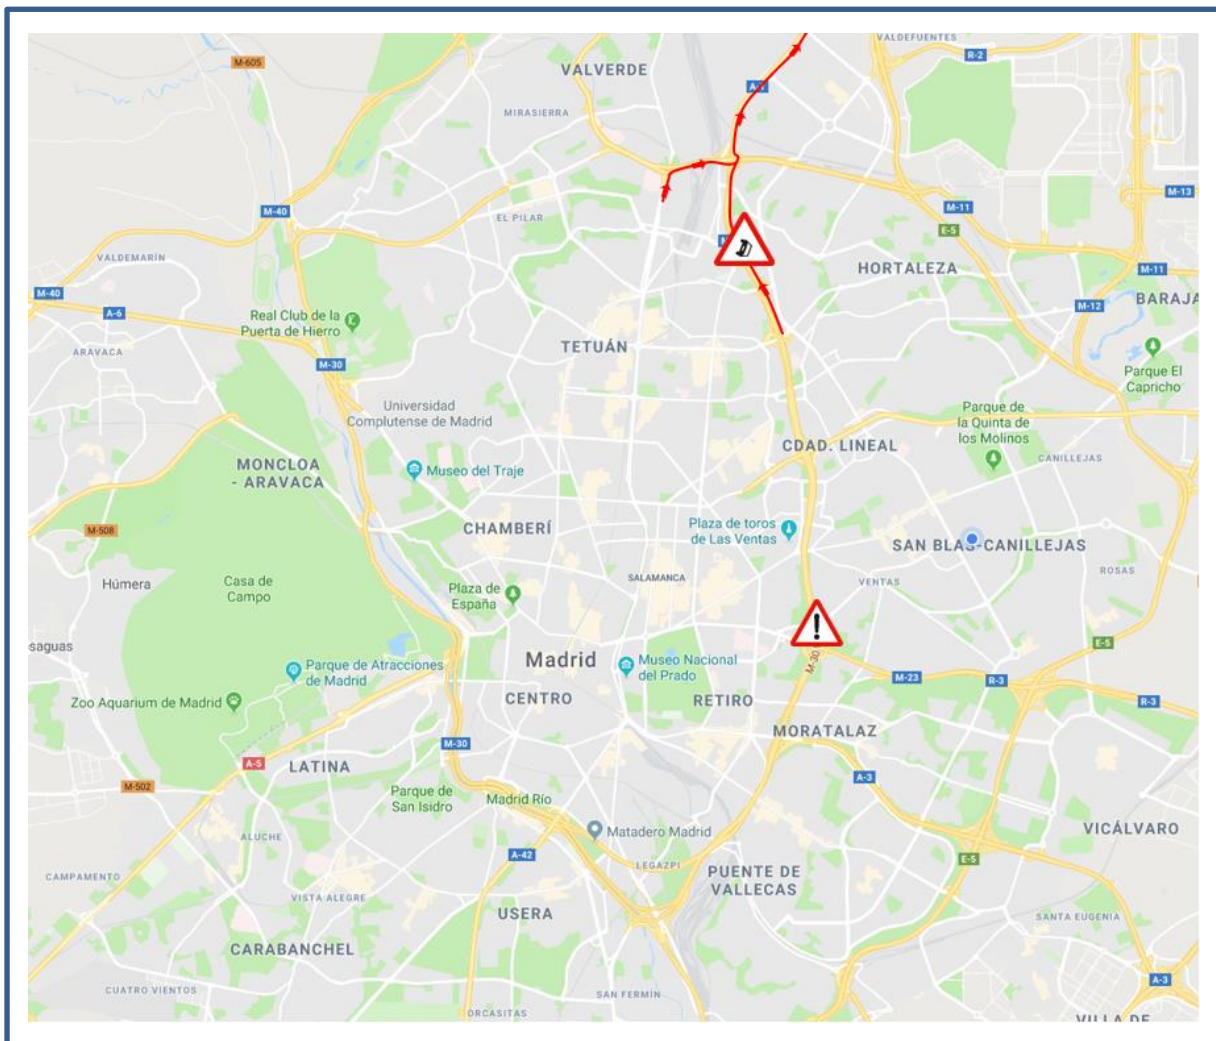 VALDEFUENTES
R-2
M-605
VALVERDE
MIRASIERRA
M-13
M-40
EL PILAR
M-11
E-5
VALDEMARÍN
HORTALEZA
M-11
M-40
BARAJA
A-6
Real Club de la
Puerta de Hierro
M-12
ARAVACA
TETUÁN
M-30
Parque El
Capricho
Universidad
Complutense de Madrid
Parque de
la Quinta de
los Molinos
CDAD. LINEAL
CANILLEJAS
MONCLOA
- ARAVACA
Museo del Traje
M-508
CHAMBERÍ
Plaza de toros
de Las Ventas
SAN BLAS-CANILLEJAS
ROSAS
Húmera
Casa de
Campo
Plaza de
España
SALAMANCA
VENTAS
osaguas
E-5
Parque de Atracciones
de Madrid
Madrid
Museo Nacional
del Prado
M-30
M-23
R-3
Zoo Aquarium de Madrid
CENTRO
RETIRO
R-3
MORATALAZ
M-30
A-5
LATINA
M-502
Parque de
San Isidro
Madrid Río
A-3
ALUCHE
Matadero Madrid
VICÁLVARO
A-42
LEGAZPI
E-5
CAMPAMENTO
PUENTE DE
VALLECAS
VISTA ALEGRE
USERA
SANTA EUGENIA
CARABANCHEL
A-3
CUATRO VIENTOS
SAN FERMÍN
ORCASITAS
VILLA DE